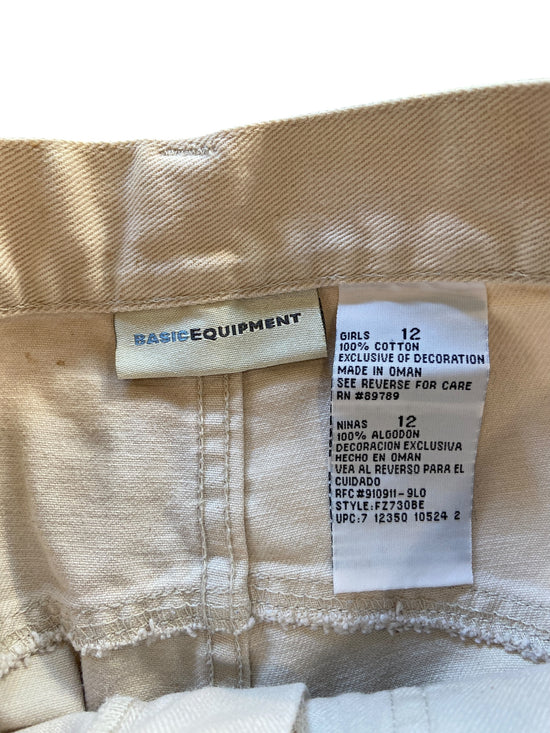 BASICEQUIPMENT
GIRLS 12
100% COTTON
EXCLUSIVE OF DECORATION
MADE IN OMAN
SEE REVERSE FOR CARE
RN #89789
NINAS 12
100% ALGODON
DECORACION EXCLUSIVA
HECHO EN OMAN
VEA AL REVERSO PARA EL
CUIDADO
RFC#910911-9L0
STYLE:FZ730BE
UPC:7 12350 10524 2